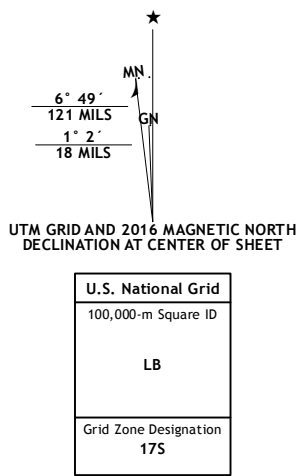 MN
6° 49´
121 MILS
GN
1° 2´
18 MILS
UTM GRID AND 2016 MAGNETIC NORTH
DECLINATION AT CENTER OF SHEET
U.S. National Grid
100,000-m Square ID
LB
Grid Zone Designation
17S